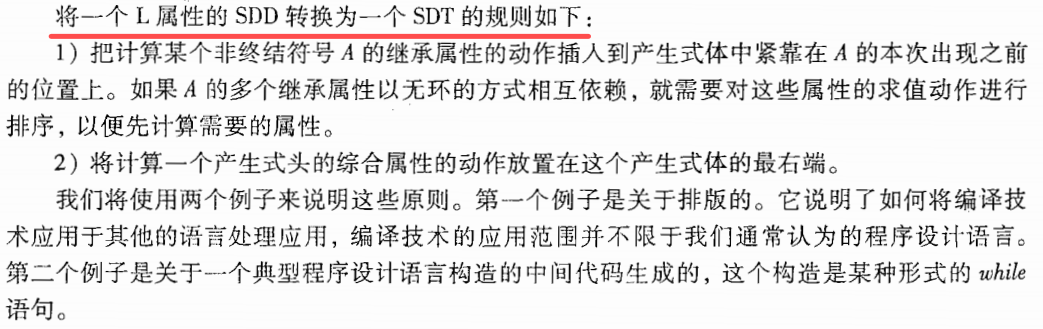 将一个 L 属性的 SDD 转换为一个 SDT 的规则如下：
1）把计算某个非终结符号 A 的继承属性的动作插入到产生式体中紧靠在 A 的本次出现之前
的位置上。如果 A 的多个继承属性以无环的方式相互依赖，就需要对这些属性的求值动作进行
排序，以便先计算需要的属性。
2）将计算一个产生式头的综合属性的动作放置在这个产生式体的最右端。
我们将使用两个例子来说明这些原则。第一个例子是关于排版的。它说明了如何将编译技
术应用于其他的语言处理应用，编译技术的应用范围并不限于我们通常认为的程序设计语言。
第二个例子是关于一个典型程序设计语言构造的中间代码生成的，这个构造是某种形式的 while
语句。